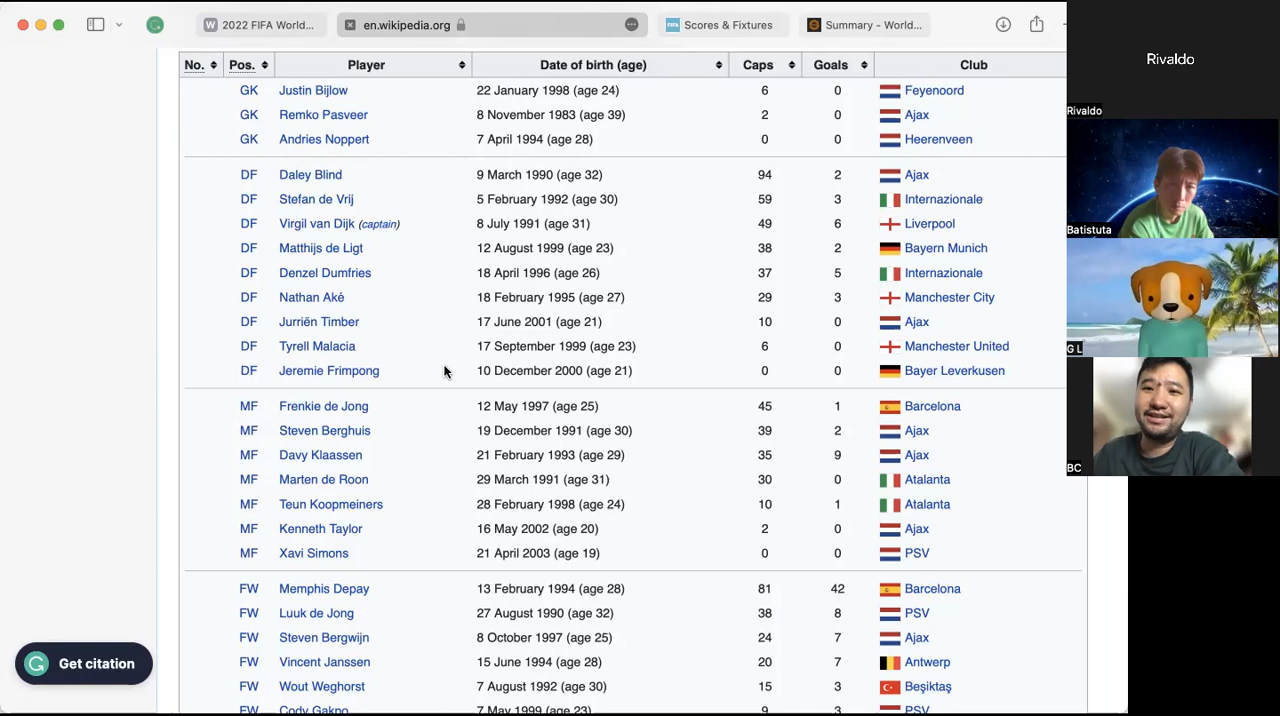 W 2022 FIFA World... en.wikipedia.org FIFA Scores & Fixtures Summary - World...
No. Pos. Player Date of birth (age) Caps Goals Club
GK Justin Bijlow 22 January 1998 (age 24) 6 0 Feyenoord
GK Remko Pasveer 8 November 1983 (age 39) 2 0 Ajax
GK Andries Noppert 7 April 1994 (age 28) 0 0 Heerenveen
DF Daley Blind 9 March 1990 (age 32) 94 2 Ajax
DF Stefan de Vrij 5 February 1992 (age 30) 59 3 Internazionale
DF Virgil van Dijk (captain) 8 July 1991 (age 31) 49 6 Liverpool
DF Matthijs de Ligt 12 August 1999 (age 23) 38 2 Bayern Munich
DF Denzel Dumfries 18 April 1996 (age 26) 37 5 Internazionale
DF Nathan Aké 18 February 1995 (age 27) 29 3 Manchester City
DF Jurriën Timber 17 June 2001 (age 21) 10 0 Ajax
DF Tyrell Malacia 17 September 1999 (age 23) 6 0 Manchester United
DF Jeremie Frimpong 10 December 2000 (age 21) 0 0 Bayer Leverkusen
MF Frenkie de Jong 12 May 1997 (age 25) 45 1 Barcelona
MF Steven Berghuis 19 December 1991 (age 30) 39 2 Ajax
MF Davy Klaassen 21 February 1993 (age 29) 35 9 Ajax
MF Marten de Roon 29 March 1991 (age 31) 30 0 Atalanta
MF Teun Koopmeiners 28 February 1998 (age 24) 10 1 Atalanta
MF Kenneth Taylor 16 May 2002 (age 20) 2 0 Ajax
MF Xavi Simons 21 April 2003 (age 19) 0 0 PSV
FW Memphis Depay 13 February 1994 (age 28) 81 42 Barcelona
FW Luuk de Jong 27 August 1990 (age 32) 38 8 PSV
FW Steven Bergwijn 8 October 1997 (age 25) 24 7 Ajax
FW Vincent Janssen 15 June 1994 (age 28) 20 7 Antwerp
FW Wout Weghorst 7 August 1992 (age 30) 15 3 Beşiktaş
FW Cody Gakpo 7 May 1999 (age 23) 9 3 PSV
Get citation
Rivaldo
Rivaldo
Batistuta
G L
BC